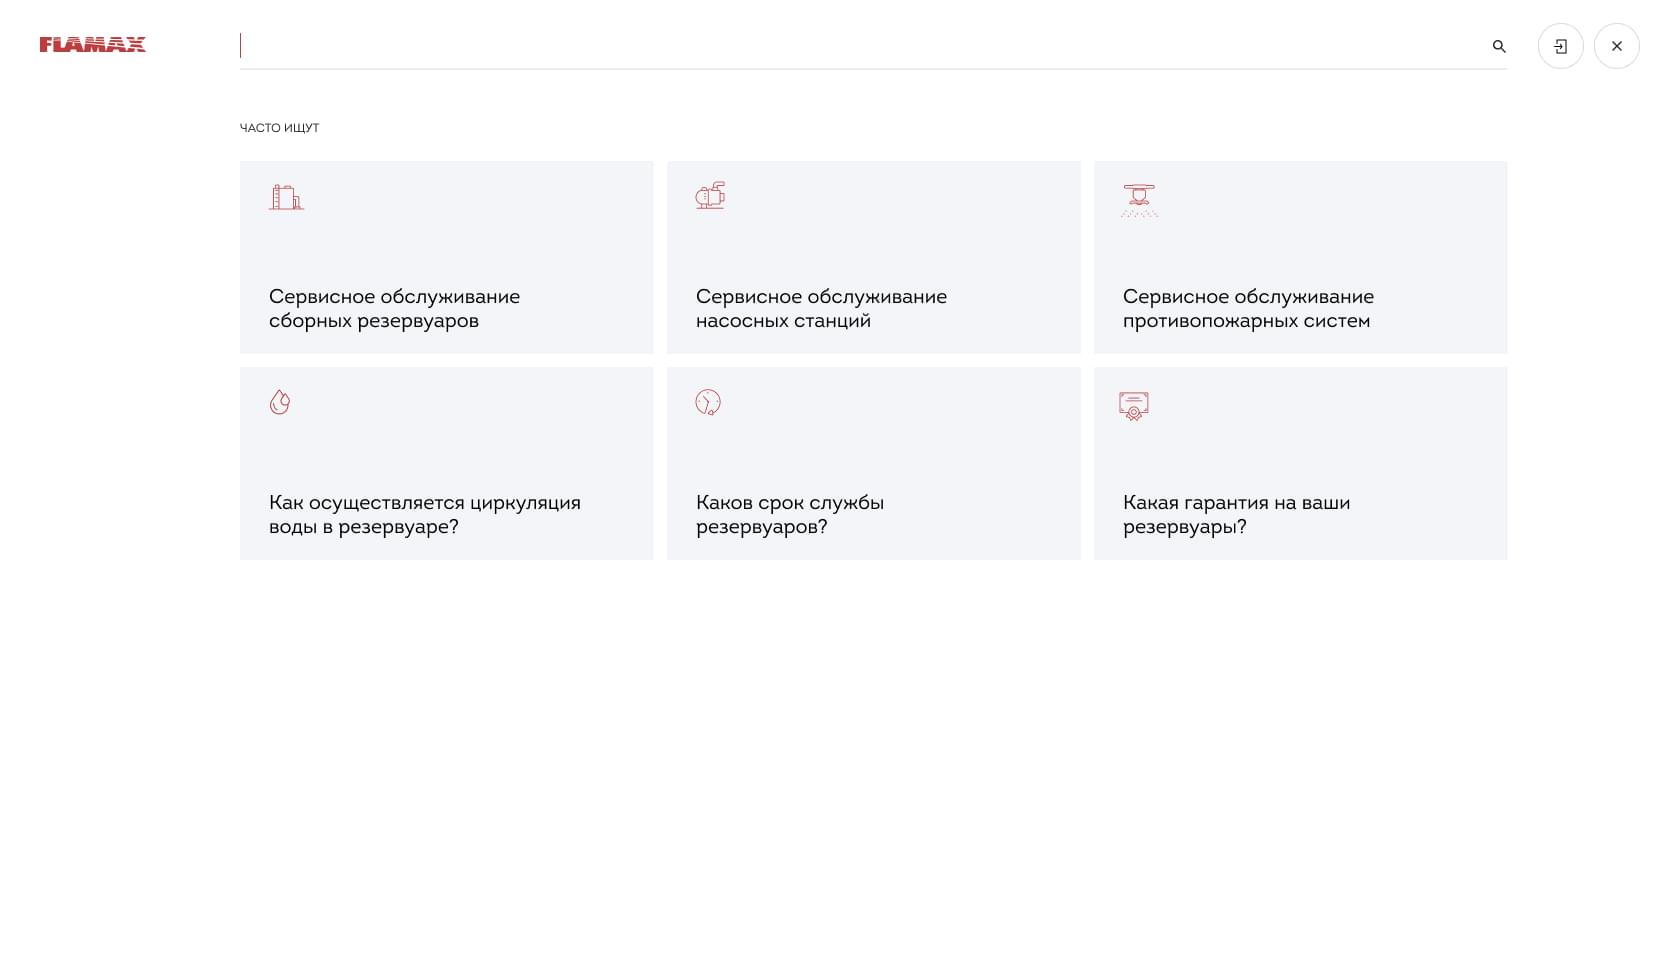 FLAMAX
ЧАСТО ИЩУТ
Сервисное обслуживание
сборных резервуаров
Сервисное обслуживание
насосных станций
Сервисное обслуживание
противопожарных систем
Как осуществляется циркуляция
воды в резервуаре?
Каков срок службы
резервуаров?
Какая гарантия на ваши
резервуары?